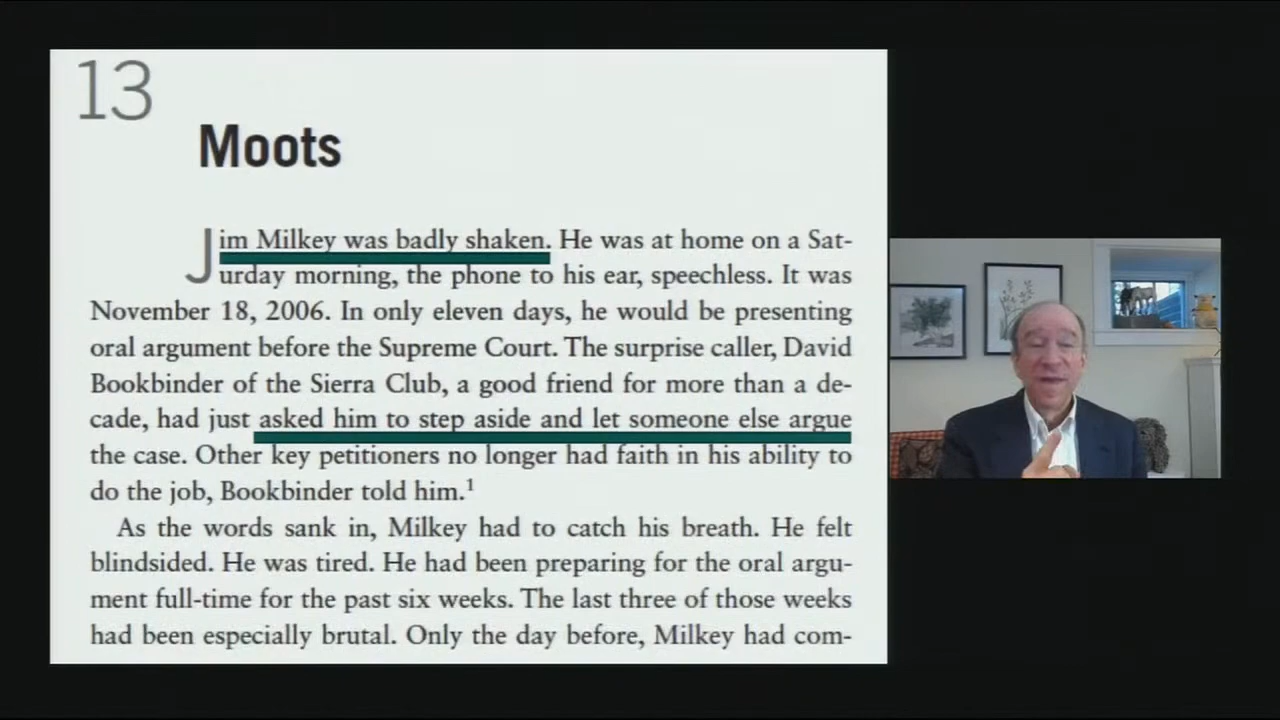 13
Moots
Jim Milkey was badly shaken. He was at home on a Sat-
urday morning, the phone to his ear, speechless. It was
November 18, 2006. In only eleven days, he would be presenting
oral argument before the Supreme Court. The surprise caller, David
Bookbinder of the Sierra Club, a good friend for more than a de-
cade, had just asked him to step aside and let someone else argue
the case. Other key petitioners no longer had faith in his ability to
do the job, Bookbinder told him.1
As the words sank in, Milkey had to catch his breath. He felt
blindsided. He was tired. He had been preparing for the oral argu-
ment full-time for the past six weeks. The last three of those weeks
had been especially brutal. Only the day before, Milkey had com-